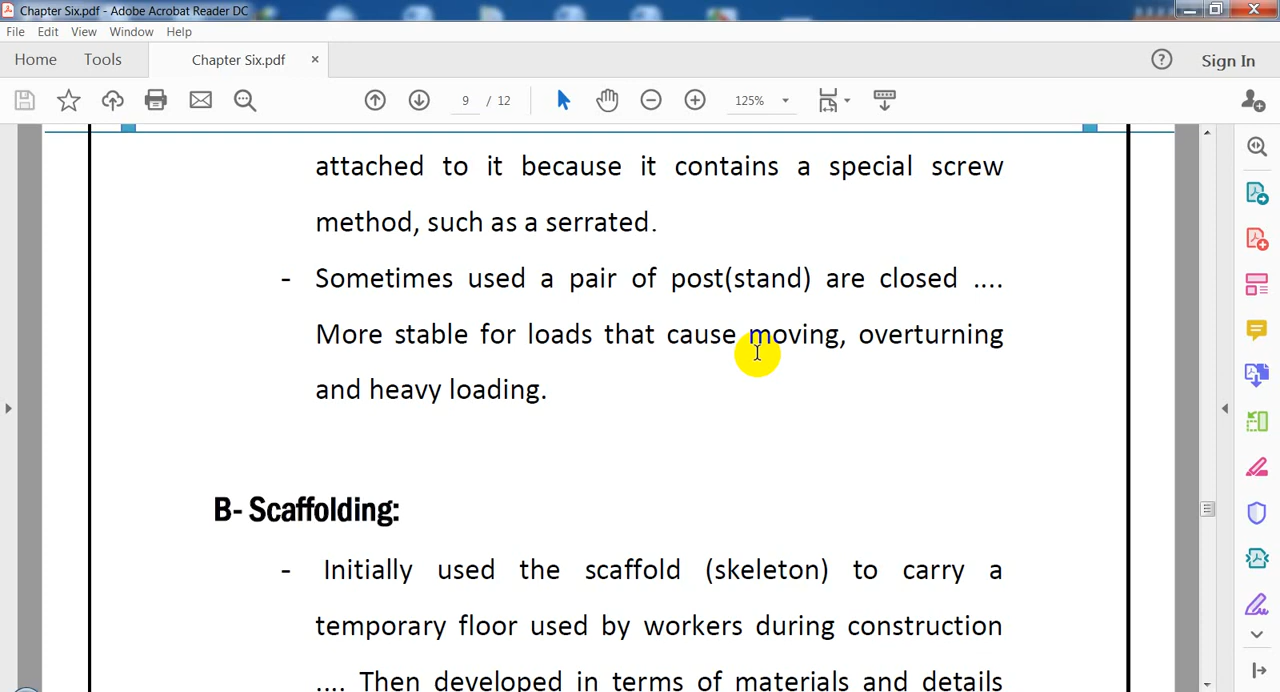 Chapter Six.pdf - Adobe Acrobat Reader DC
File Edit View Window Help
Home Tools Chapter Six.pdf × Sign In
9 / 12 125%
attached to it because it contains a special screw
method, such as a serrated.
- Sometimes used a pair of post(stand) are closed ....
More stable for loads that cause moving, overturning
and heavy loading.
B- Scaffolding:
- Initially used the scaffold (skeleton) to carry a
temporary floor used by workers during construction
.... Then developed in terms of materials and details